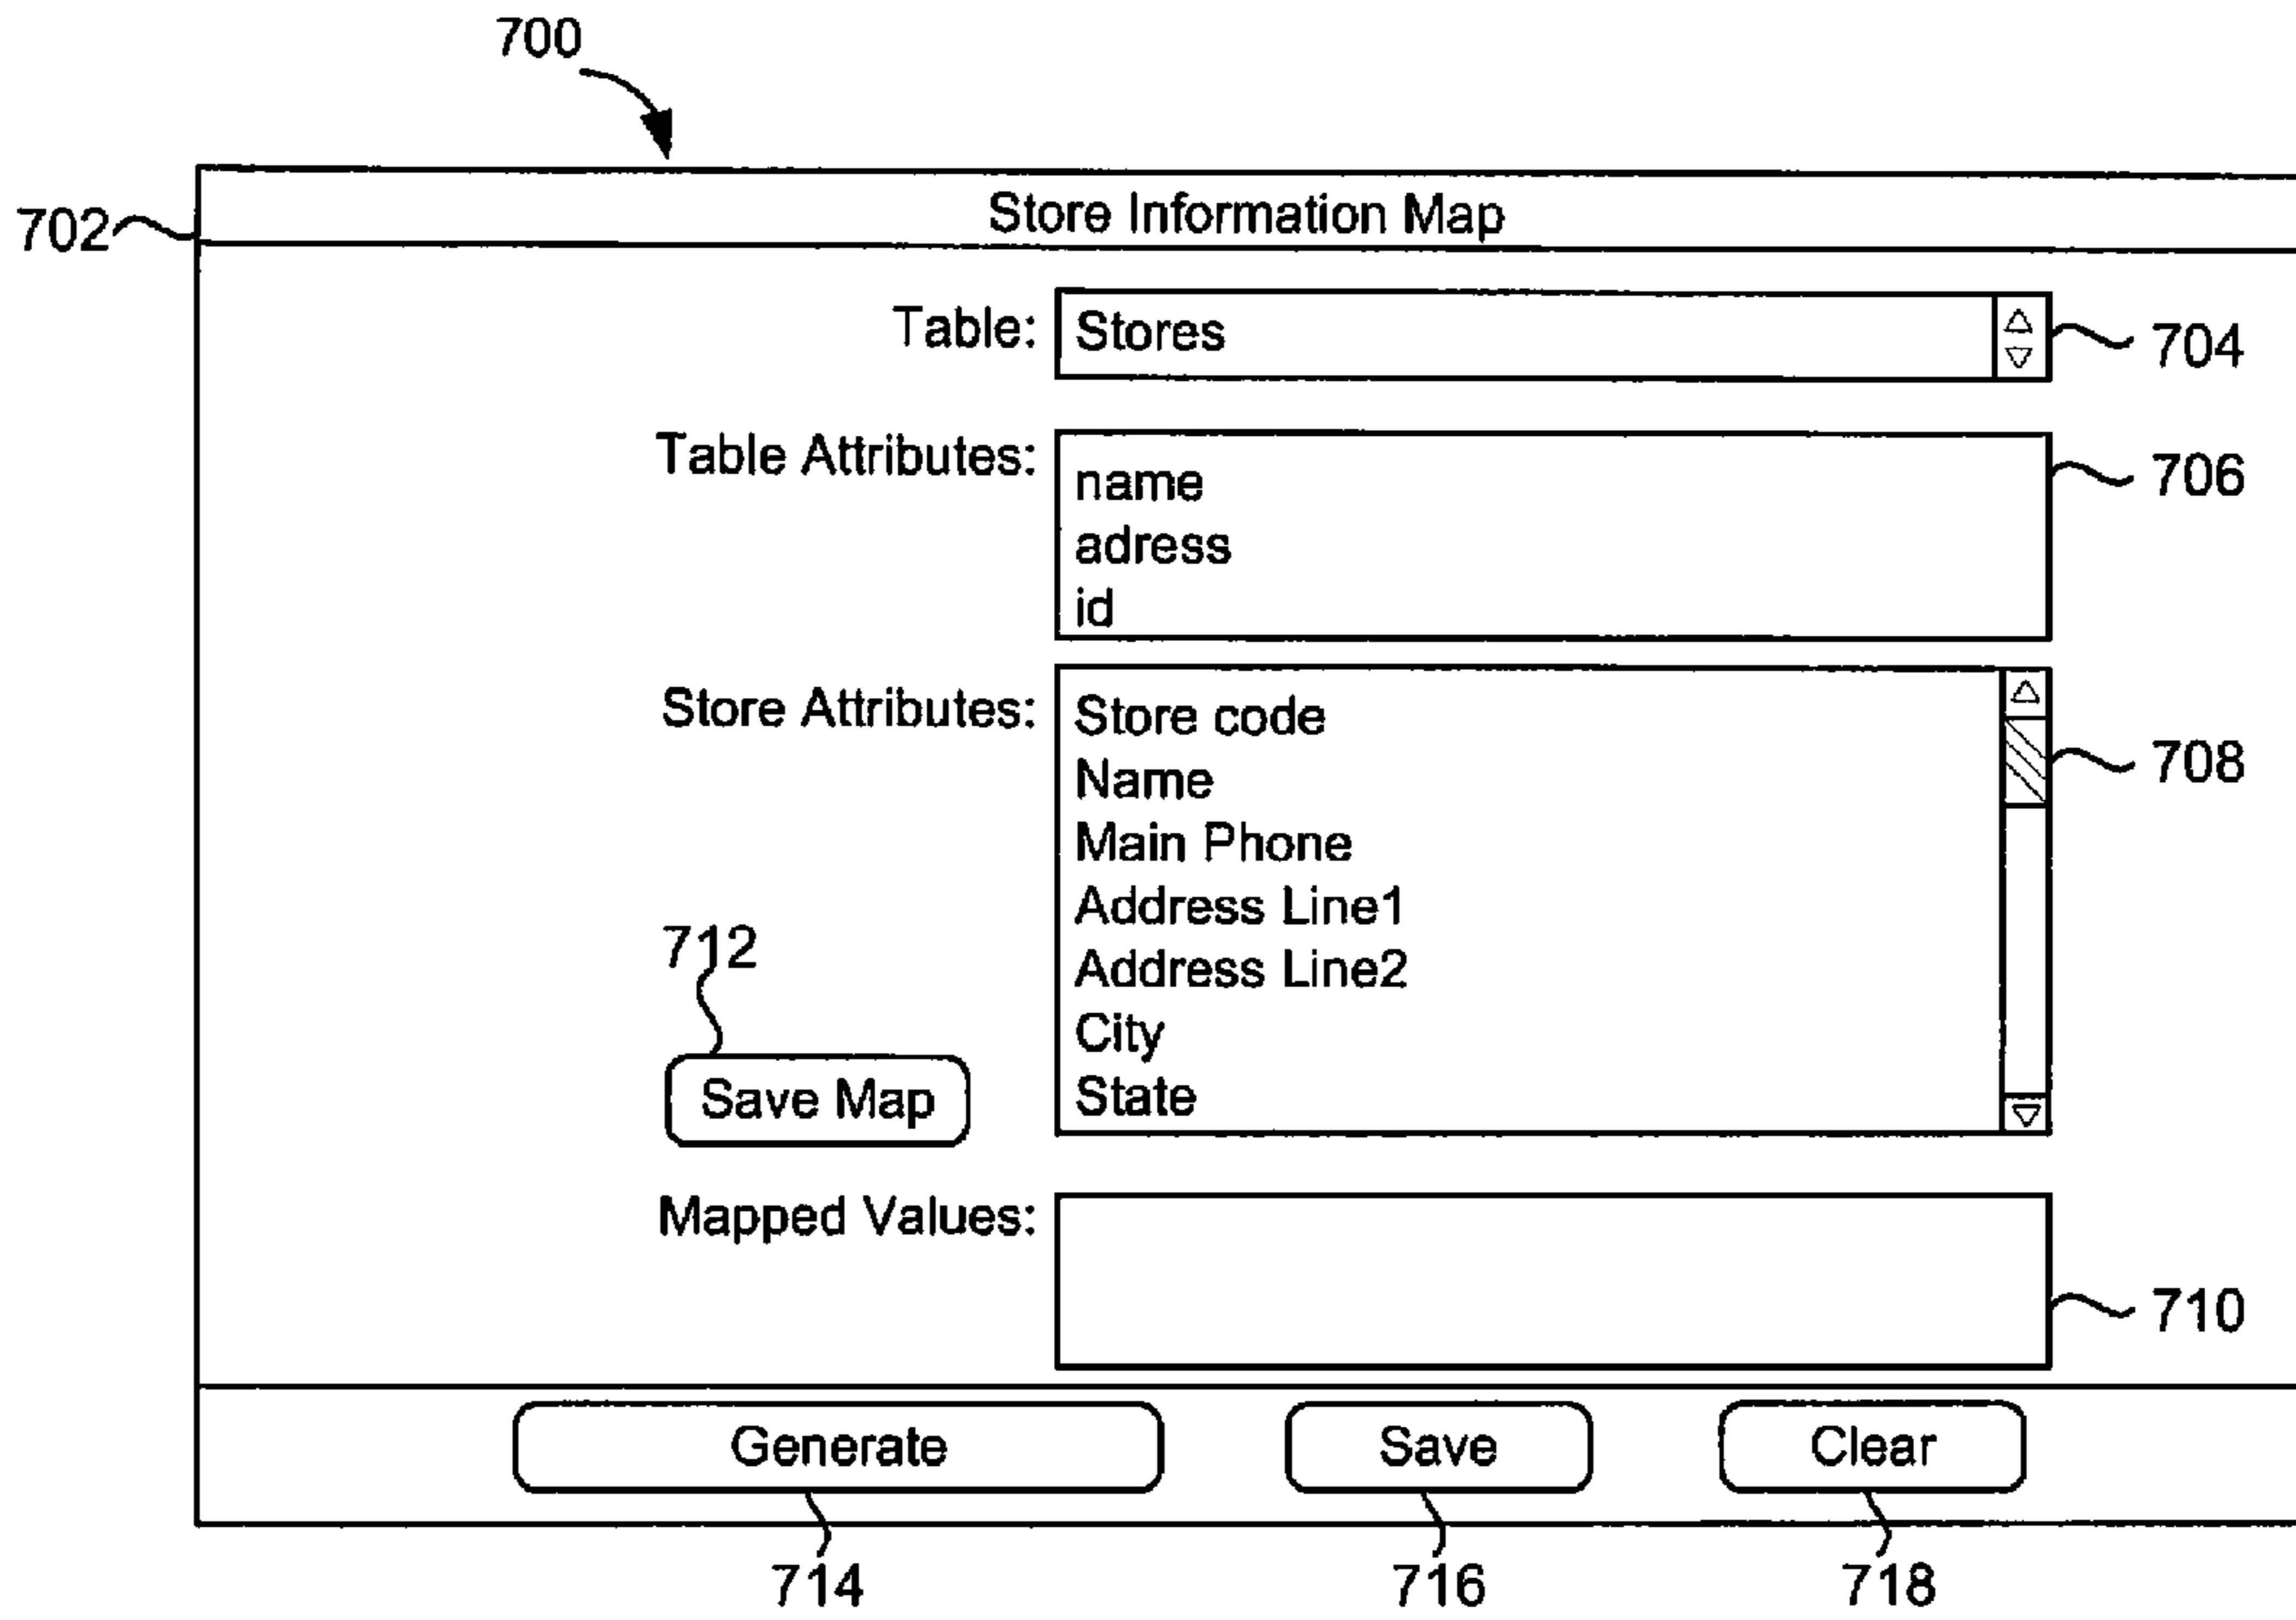 700
702
Store Information Map
Table: Stores
704
Table Attributes:
name
adress
id
706
Store Attributes:
Store code
Name
Main Phone
Address Line1
Address Line2
City
State
708
712
Save Map
Mapped Values:
710
Generate Save Clear
714 716 718